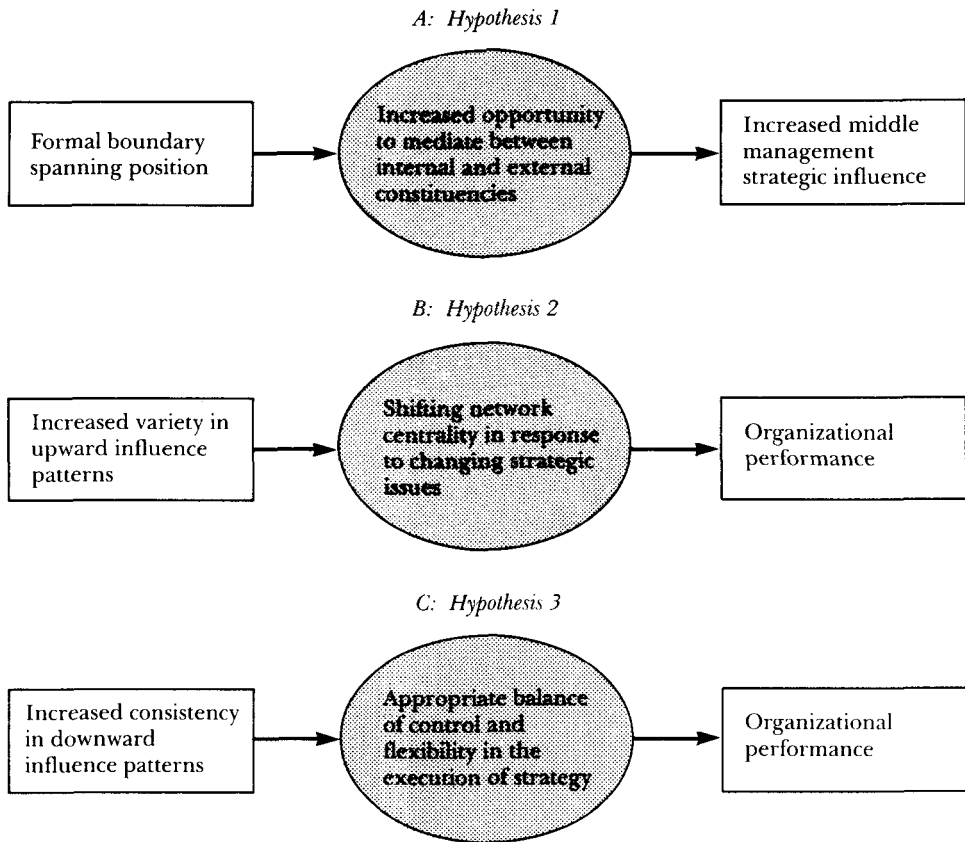 A: Hypothesis 1
Formal boundary
spanning position
Increased opportunity
to mediate between
internal and external
constituencies
Increased middle
management
strategic influence
B: Hypothesis 2
Increased variety in
upward influence
patterns
Shifting network
centrality in response
to changing strategic
issues
Organizational
performance
C: Hypothesis 3
Increased consistency
in downward
influence patterns
Appropriate balance
of control and
flexibility in the
execution of strategy
Organizational
performance